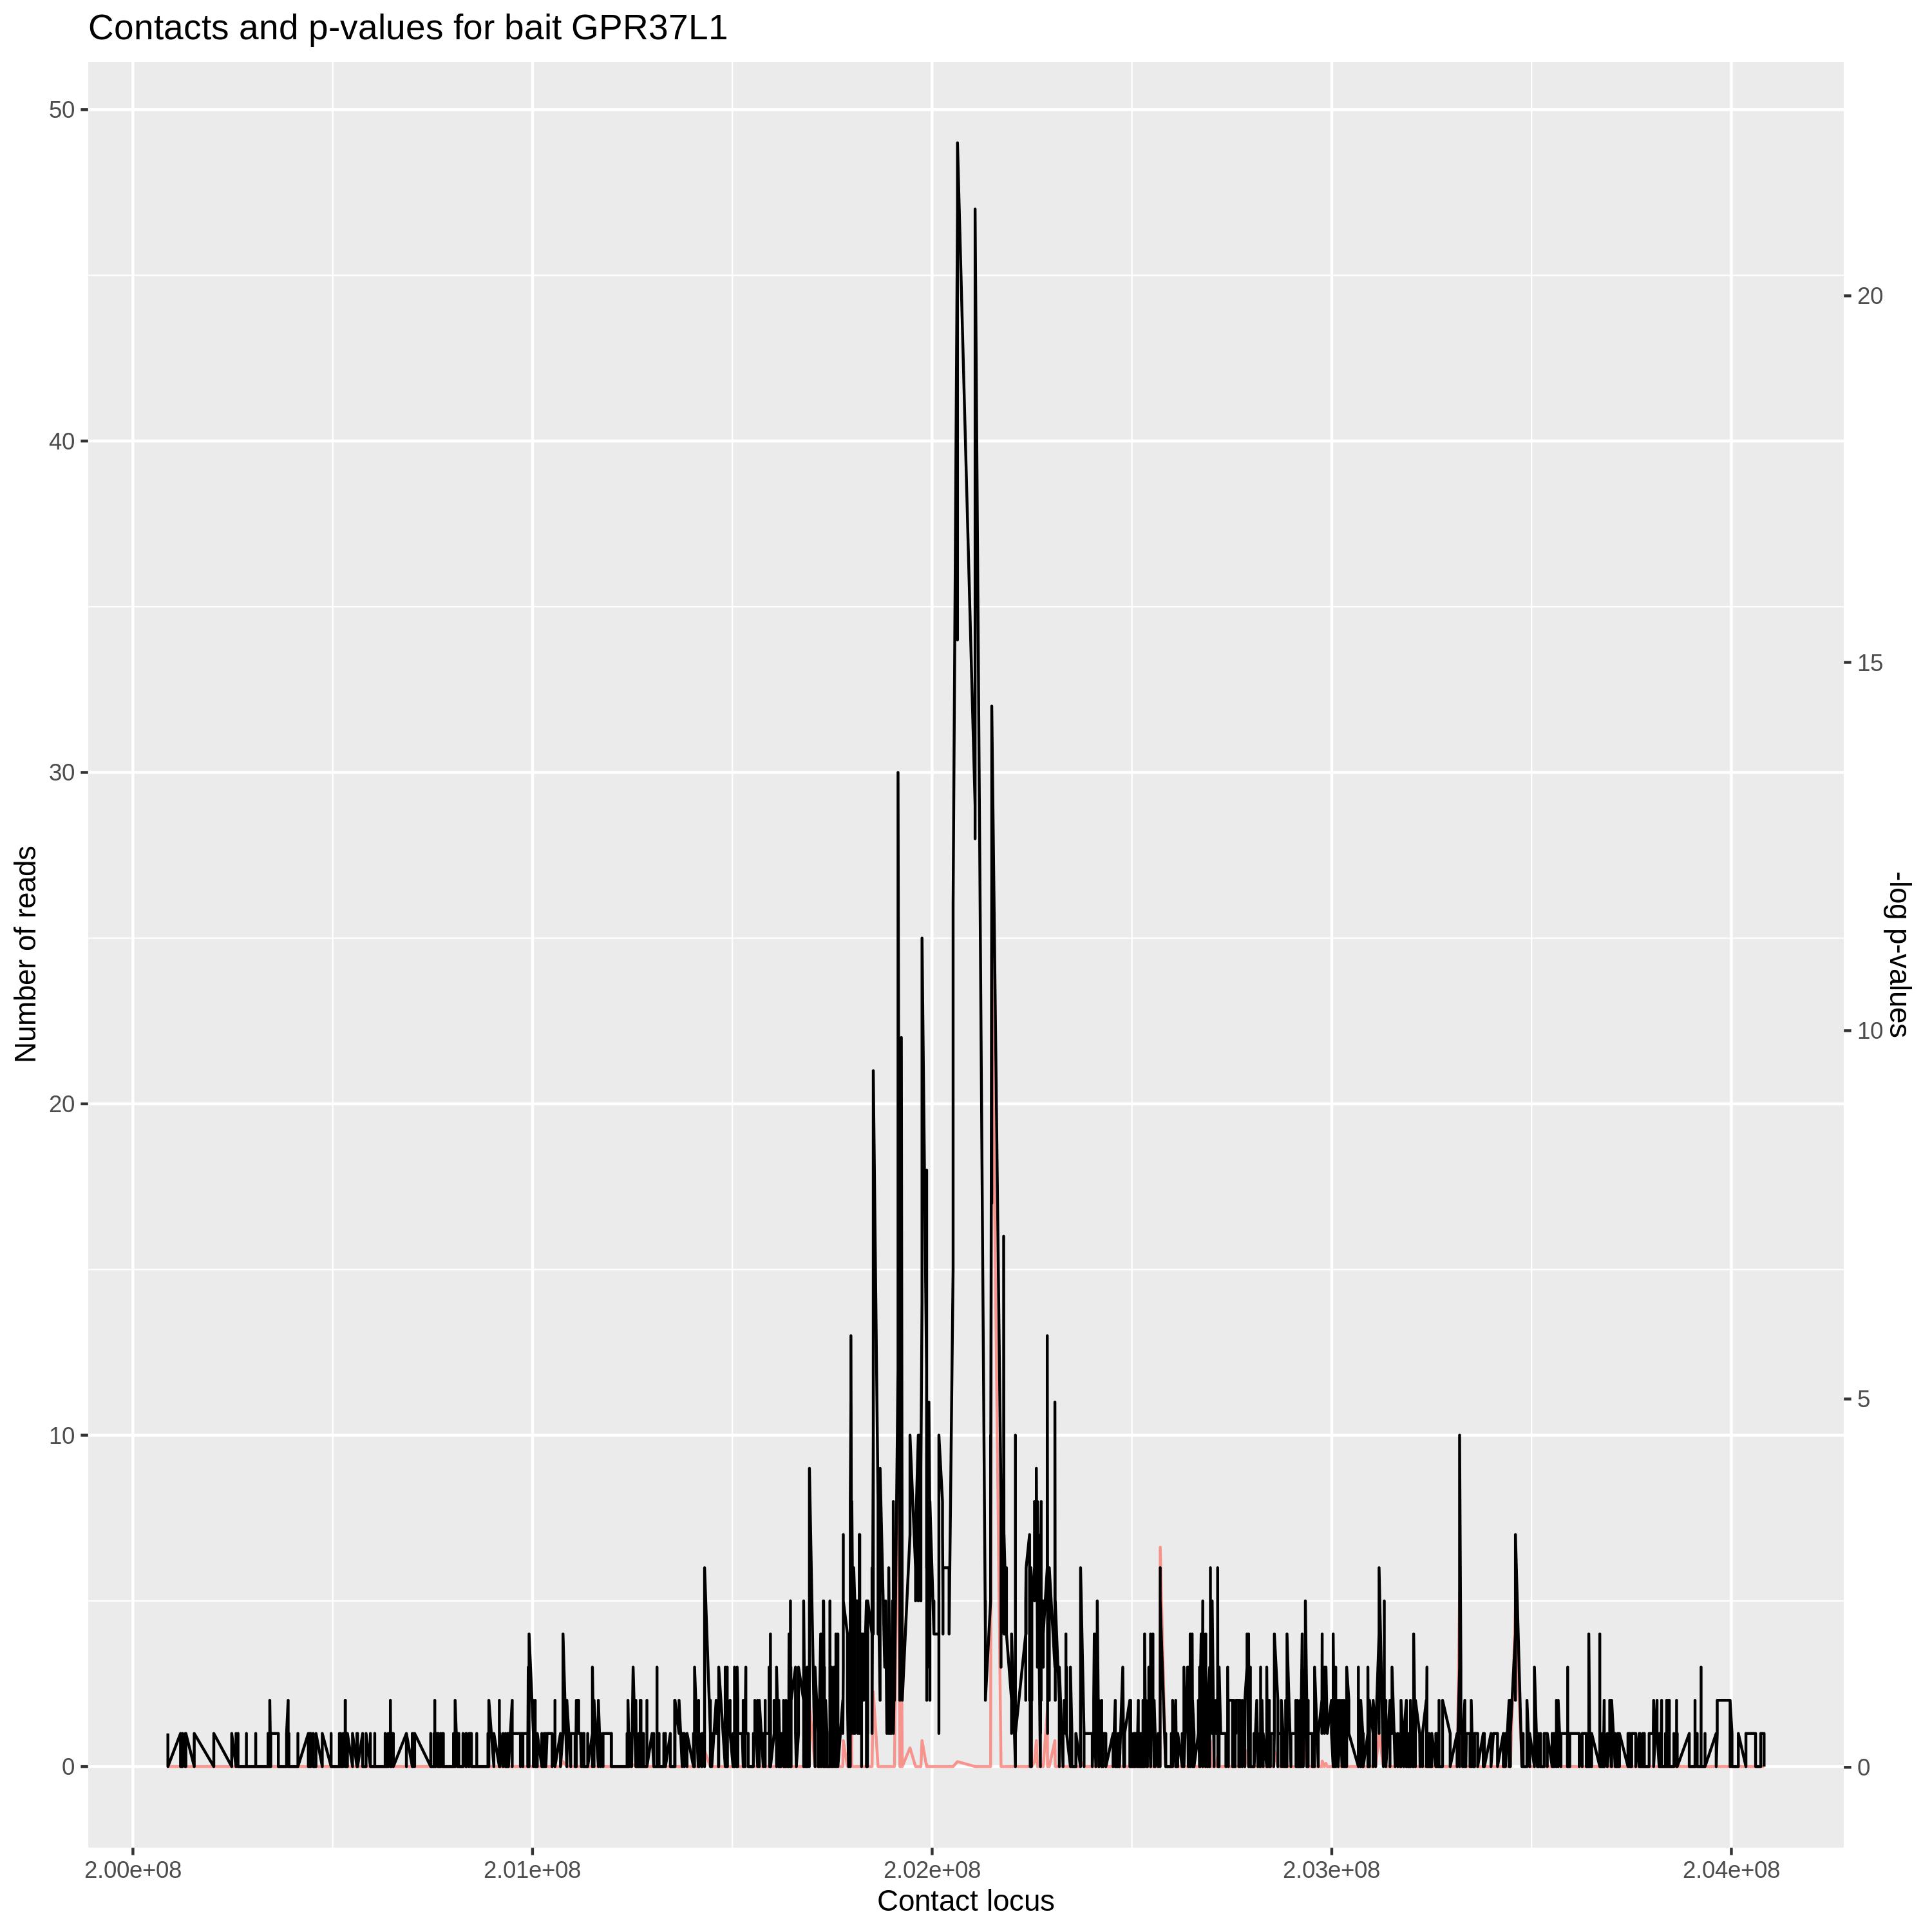 Contacts and p-values for bait GPR37L1
50
40
30
20
10
0
Number of reads
20
15
10
5
0
-log p-values
2.00e+08 2.01e+08 2.02e+08 2.03e+08 2.04e+08
Contact locus